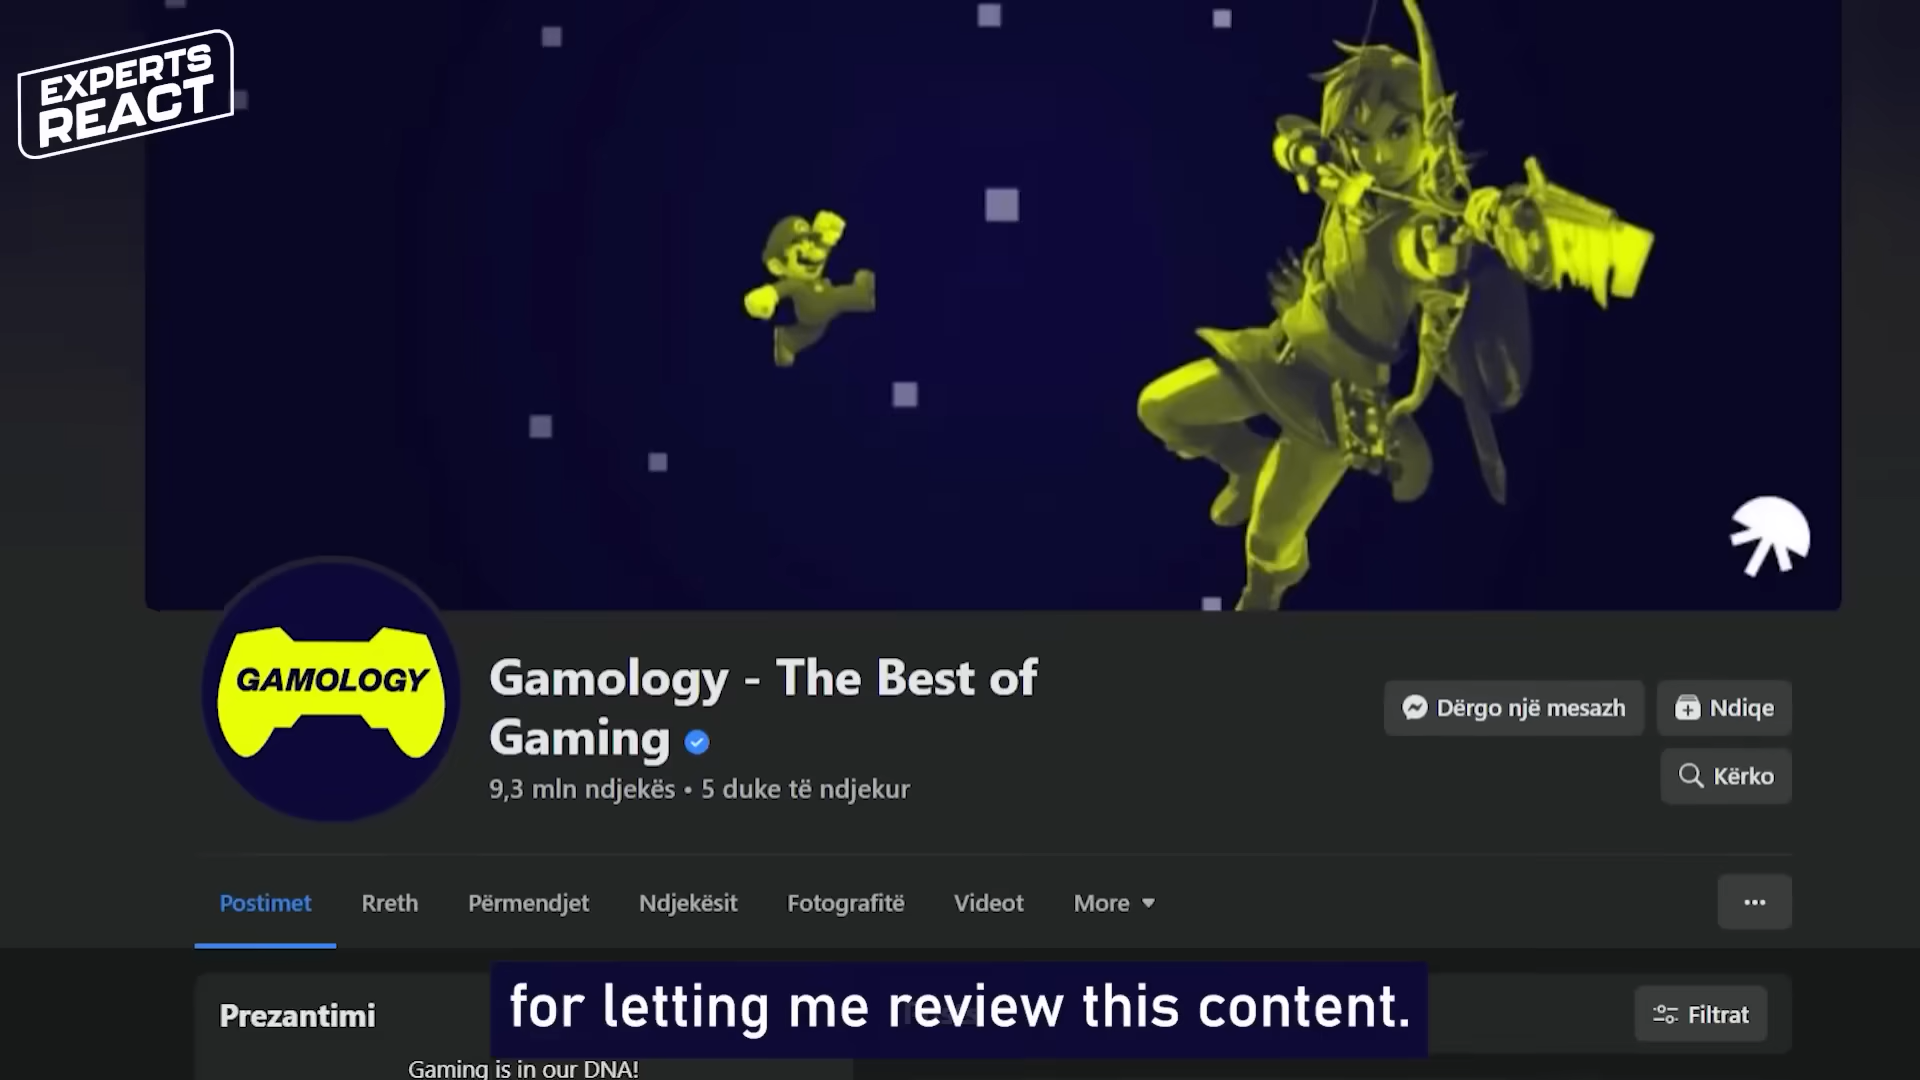 EXPERTS
REACT
GAMOLOGY
Gamology - The Best of
Gaming
9,3 mln ndjekës • 5 duke të ndjekur
Dërgo një mesazh
Ndiqe
Kërko
Postimet
Rreth
Përmendjet
Ndjekësit
Fotografitë
Videot
More
Prezantimi
for letting me review this content.
Filtrat
Gaming is in our DNA!